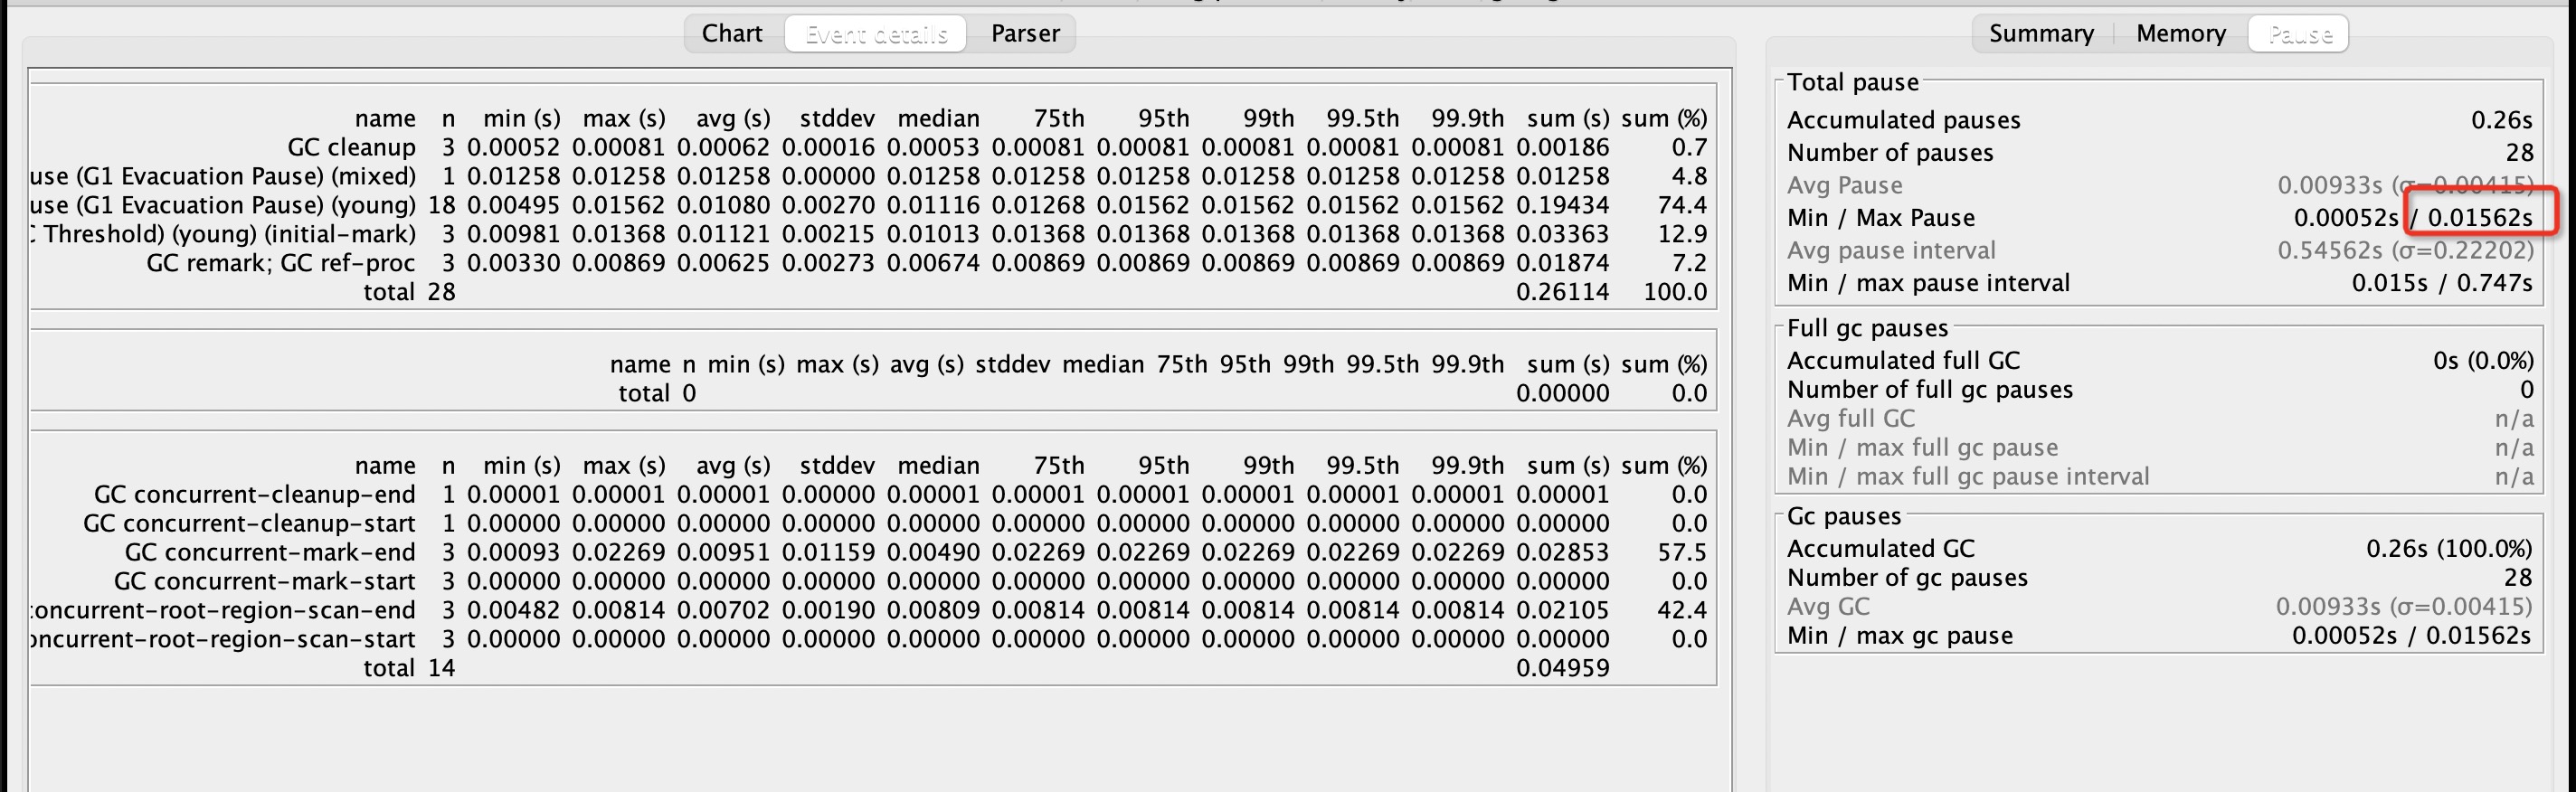 Chart Event details Parser
name n min (s) max (s) avg (s) stddev median 75th 95th 99th 99.5th 99.9th sum (s) sum (%)
GC cleanup 3 0.00052 0.00081 0.00062 0.00016 0.00053 0.00081 0.00081 0.00081 0.00081 0.00081 0.00186 0.7
use (G1 Evacuation Pause) (mixed) 1 0.01258 0.01258 0.01258 0.00000 0.01258 0.01258 0.01258 0.01258 0.01258 0.01258 0.01258 4.8
use (G1 Evacuation Pause) (young) 18 0.00495 0.01562 0.01080 0.00270 0.01116 0.01268 0.01562 0.01562 0.01562 0.01562 0.19434 74.4
Threshold) (young) (initial-mark) 3 0.00981 0.01368 0.01121 0.00215 0.01013 0.01368 0.01368 0.01368 0.01368 0.01368 0.03363 12.9
GC remark; GC ref-proc 3 0.00330 0.00869 0.00625 0.00273 0.00674 0.00869 0.00869 0.00869 0.00869 0.00869 0.01874 7.2
total 28 0.26114 100.0
name n min (s) max (s) avg (s) stddev median 75th 95th 99th 99.5th 99.9th sum (s) sum (%)
total 0 0.00000 0.0
name n min (s) max (s) avg (s) stddev median 75th 95th 99th 99.5th 99.9th sum (s) sum (%)
GC concurrent-cleanup-end 1 0.00001 0.00001 0.00001 0.00000 0.00001 0.00001 0.00001 0.00001 0.00001 0.00001 0.00001 0.0
GC concurrent-cleanup-start 1 0.00000 0.00000 0.00000 0.00000 0.00000 0.00000 0.00000 0.00000 0.00000 0.00000 0.00000 0.0
GC concurrent-mark-end 3 0.00093 0.02269 0.00951 0.01159 0.00490 0.02269 0.02269 0.02269 0.02269 0.02269 0.02853 57.5
GC concurrent-mark-start 3 0.00000 0.00000 0.00000 0.00000 0.00000 0.00000 0.00000 0.00000 0.00000 0.00000 0.00000 0.0
concurrent-root-region-scan-end 3 0.00482 0.00814 0.00702 0.00190 0.00809 0.00814 0.00814 0.00814 0.00814 0.00814 0.02105 42.4
oncurrent-root-region-scan-start 3 0.00000 0.00000 0.00000 0.00000 0.00000 0.00000 0.00000 0.00000 0.00000 0.00000 0.00000 0.0
total 14 0.04959
Summary Memory Pause
Total pause
Accumulated pauses 0.26s
Number of pauses 28
Avg Pause 0.00933s (σ=0.00415)
Min / Max Pause 0.00052s / 0.01562s
Avg pause interval 0.54562s (σ=0.22202)
Min / max pause interval 0.015s / 0.747s
Full gc pauses
Accumulated full GC 0s (0.0%)
Number of full gc pauses 0
Avg full GC n/a
Min / max full gc pause n/a
Min / max full gc pause interval n/a
Gc pauses
Accumulated GC 0.26s (100.0%)
Number of gc pauses 28
Avg GC 0.00933s (σ=0.00415)
Min / max gc pause 0.00052s / 0.01562s